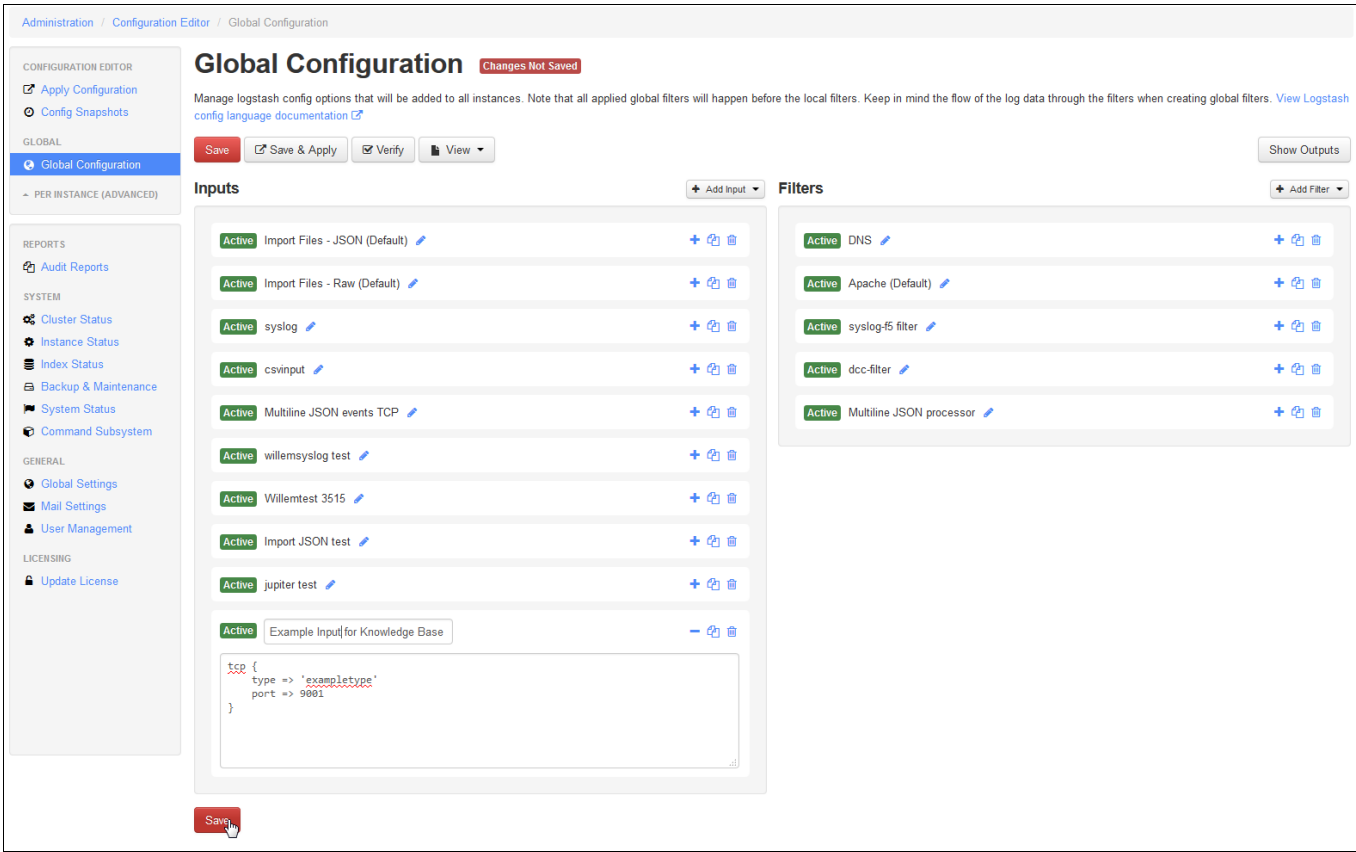 Administration / Configuration Editor / Global Configuration
CONFIGURATION EDITOR
Apply Configuration
Config Snapshots
GLOBAL
Global Configuration
PER INSTANCE (ADVANCED)
REPORTS
Audit Reports
SYSTEM
Cluster Status
Instance Status
Index Status
Backup & Maintenance
System Status
Command Subsystem
GENERAL
Global Settings
Mail Settings
User Management
LICENSING
Update License
Global Configuration Changes Not Saved
Manage logstash config options that will be added to all instances. Note that all applied global filters will happen before the local filters. Keep in mind the flow of the log data through the filters when creating global filters. View Logstash
config language documentation
Save Save & Apply Verify View Show Outputs
Inputs Add Input
Active Import Files - JSON (Default)
Active Import Files - Raw (Default)
Active syslog
Active csvinput
Active Multiline JSON events TCP
Active willemsyslog test
Active Willemtest 3515
Active Import JSON test
Active jupiter test
Active Example Input for Knowledge Base
tcp {
type => 'exampletype'
port => 9001
}
Save
Filters Add Filter
Active DNS
Active Apache (Default)
Active syslog-f5 filter
Active dcc-filter
Active Multiline JSON processor